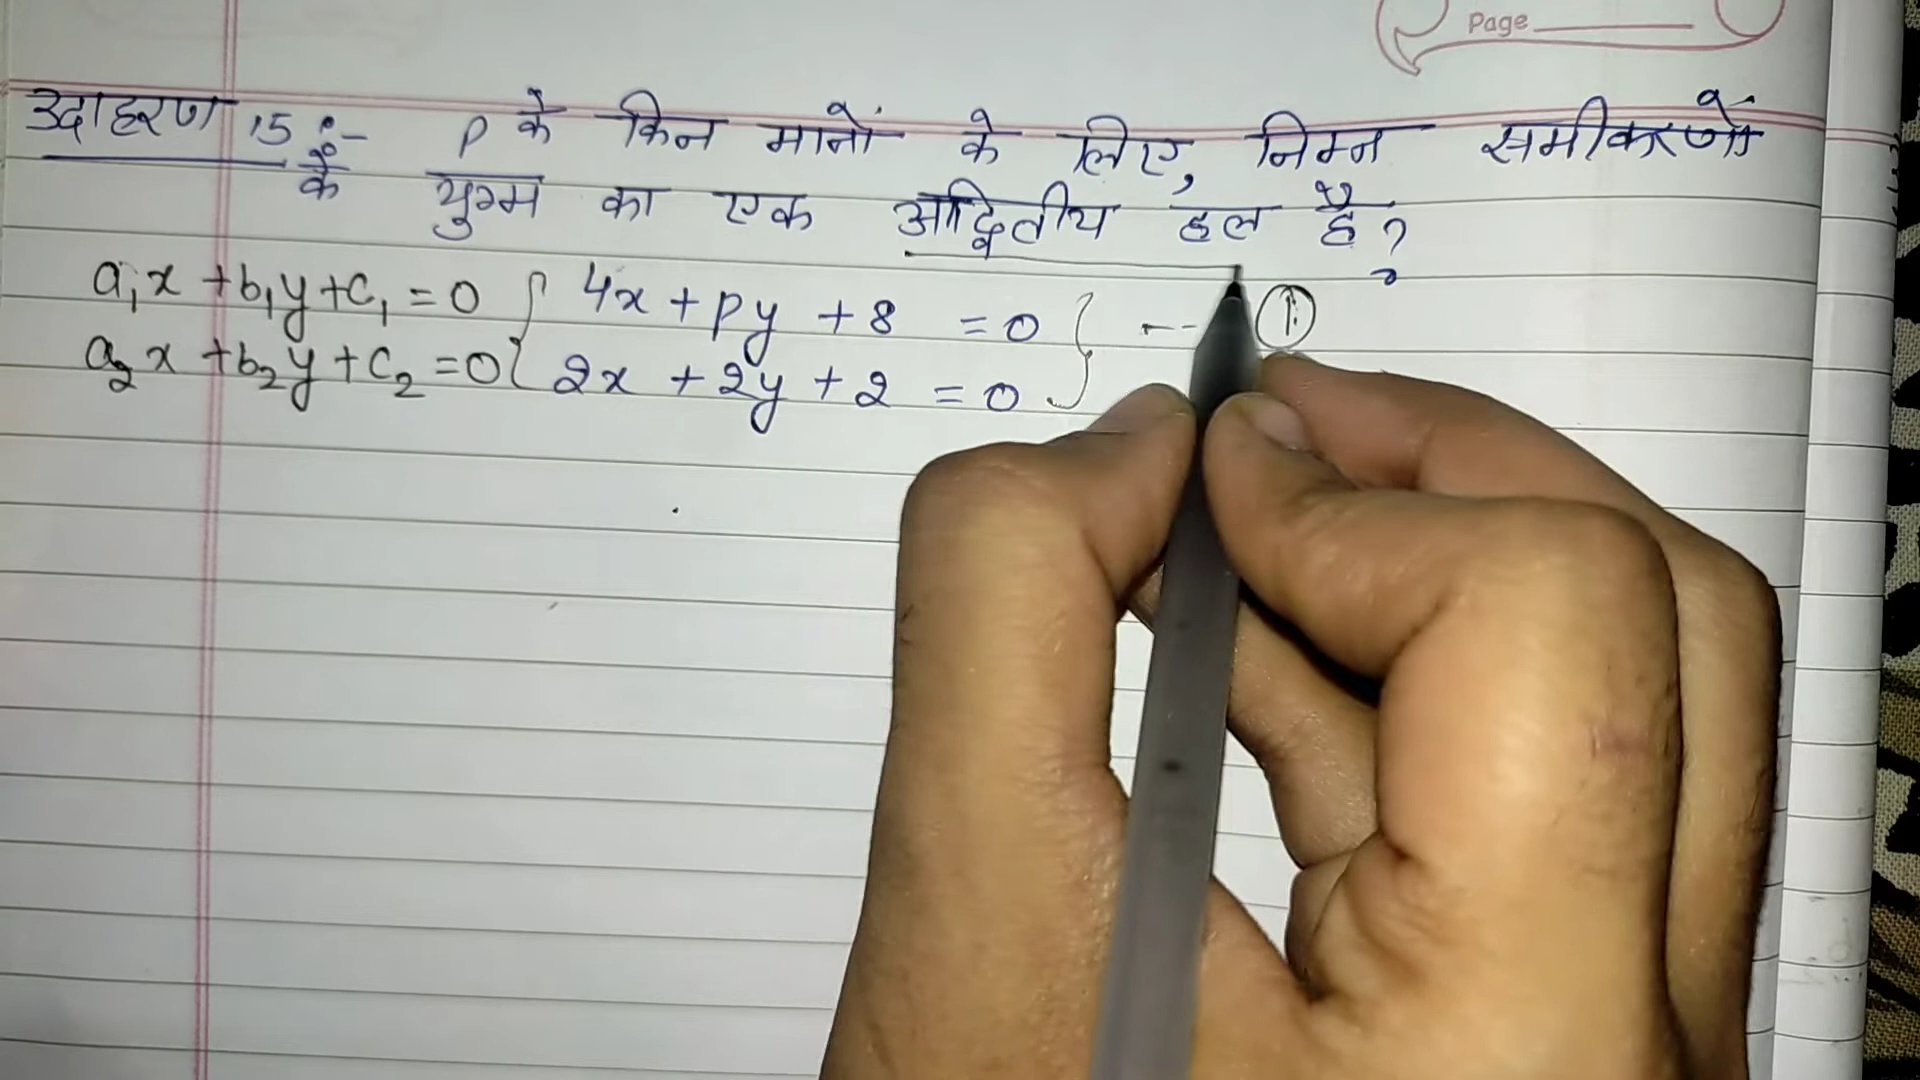 Page
उदाहरण 15 :- P के किन मानों के लिए, निम्न समीकरणों
के युग्म का एक अद्वितीय हल है?
a₁x + b₁y + c₁ = 0 { 4x + py + 8 = 0 } --- ①
a₂x + b₂y + c₂ = 0 { 2x + 2y + 2 = 0 }